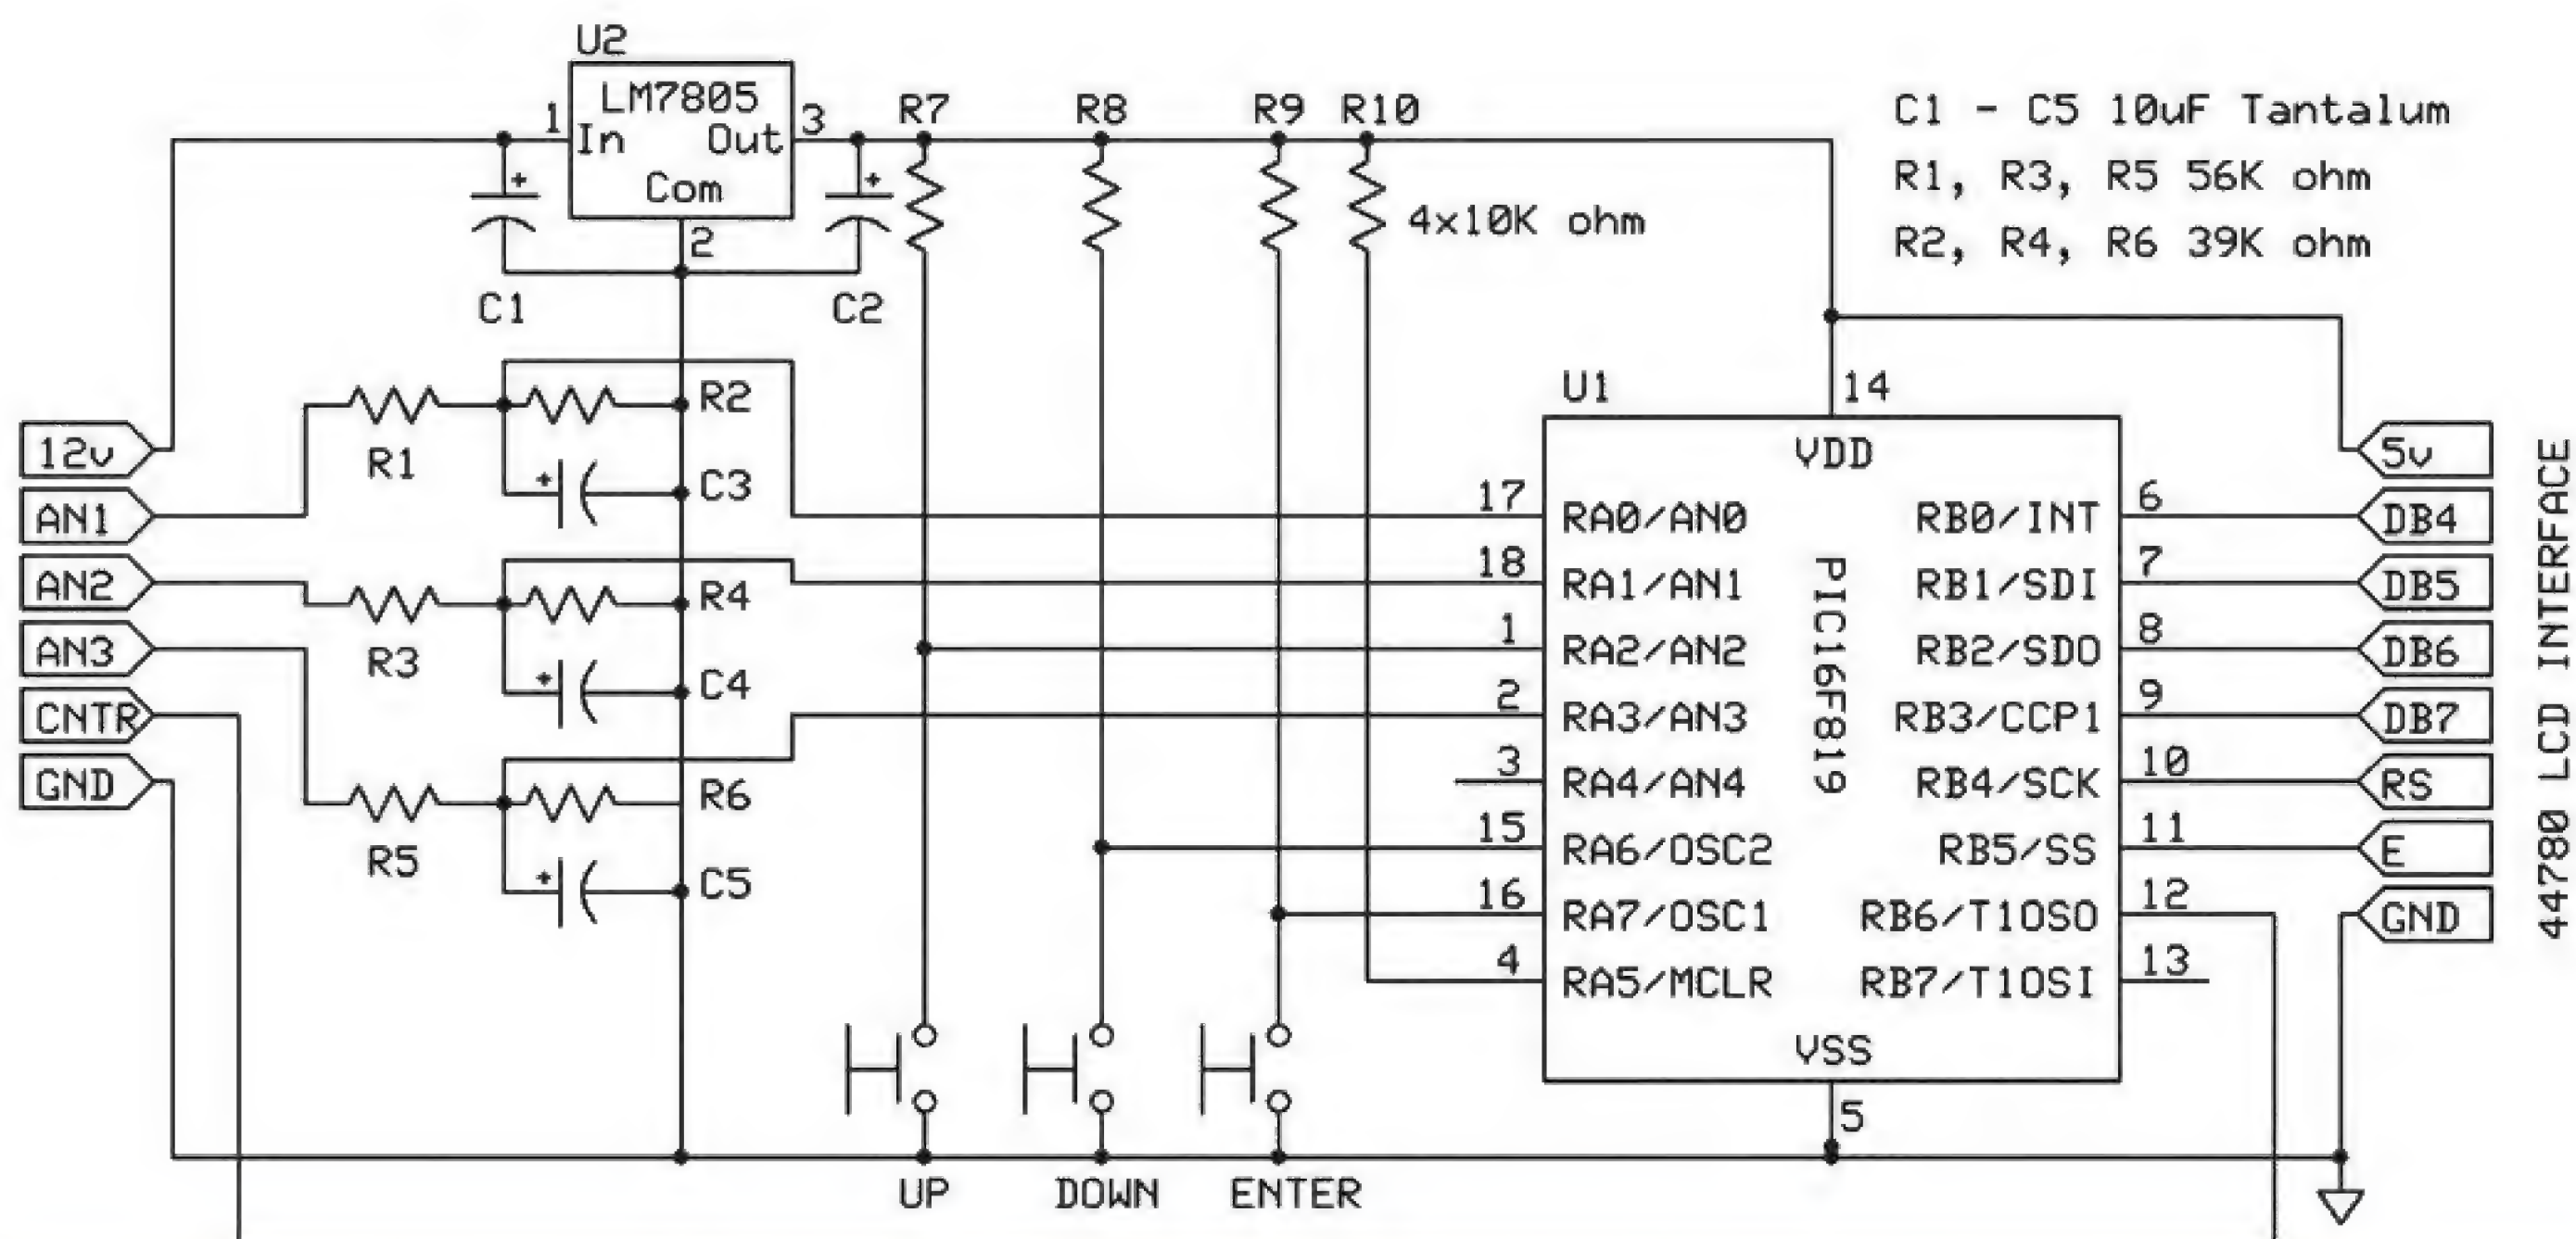 U2
LM7805
1 In Out 3
Com
2
C1 C2
R7 R8 R9 R10
4x10K ohm
C1 - C5 10uF Tantalum
R1, R3, R5 56K ohm
R2, R4, R6 39K ohm
12v
AN1
AN2
AN3
CNTR
GND
R1
R2
C3
R3
R4
C4
R5
R6
C5
UP DOWN ENTER
U1
14
VDD
PIC16F819
17 RA0/AN0 RB0/INT 6
18 RA1/AN1 RB1/SDI 7
1 RA2/AN2 RB2/SDO 8
2 RA3/AN3 RB3/CCP1 9
3 RA4/AN4 RB4/SCK 10
15 RA6/OSC2 RB5/SS 11
16 RA7/OSC1 RB6/T1OSO 12
4 RA5/MCLR RB7/T1OSI 13
VSS
5
5v
DB4
DB5
DB6
DB7
RS
E
GND
44780 LCD INTERFACE